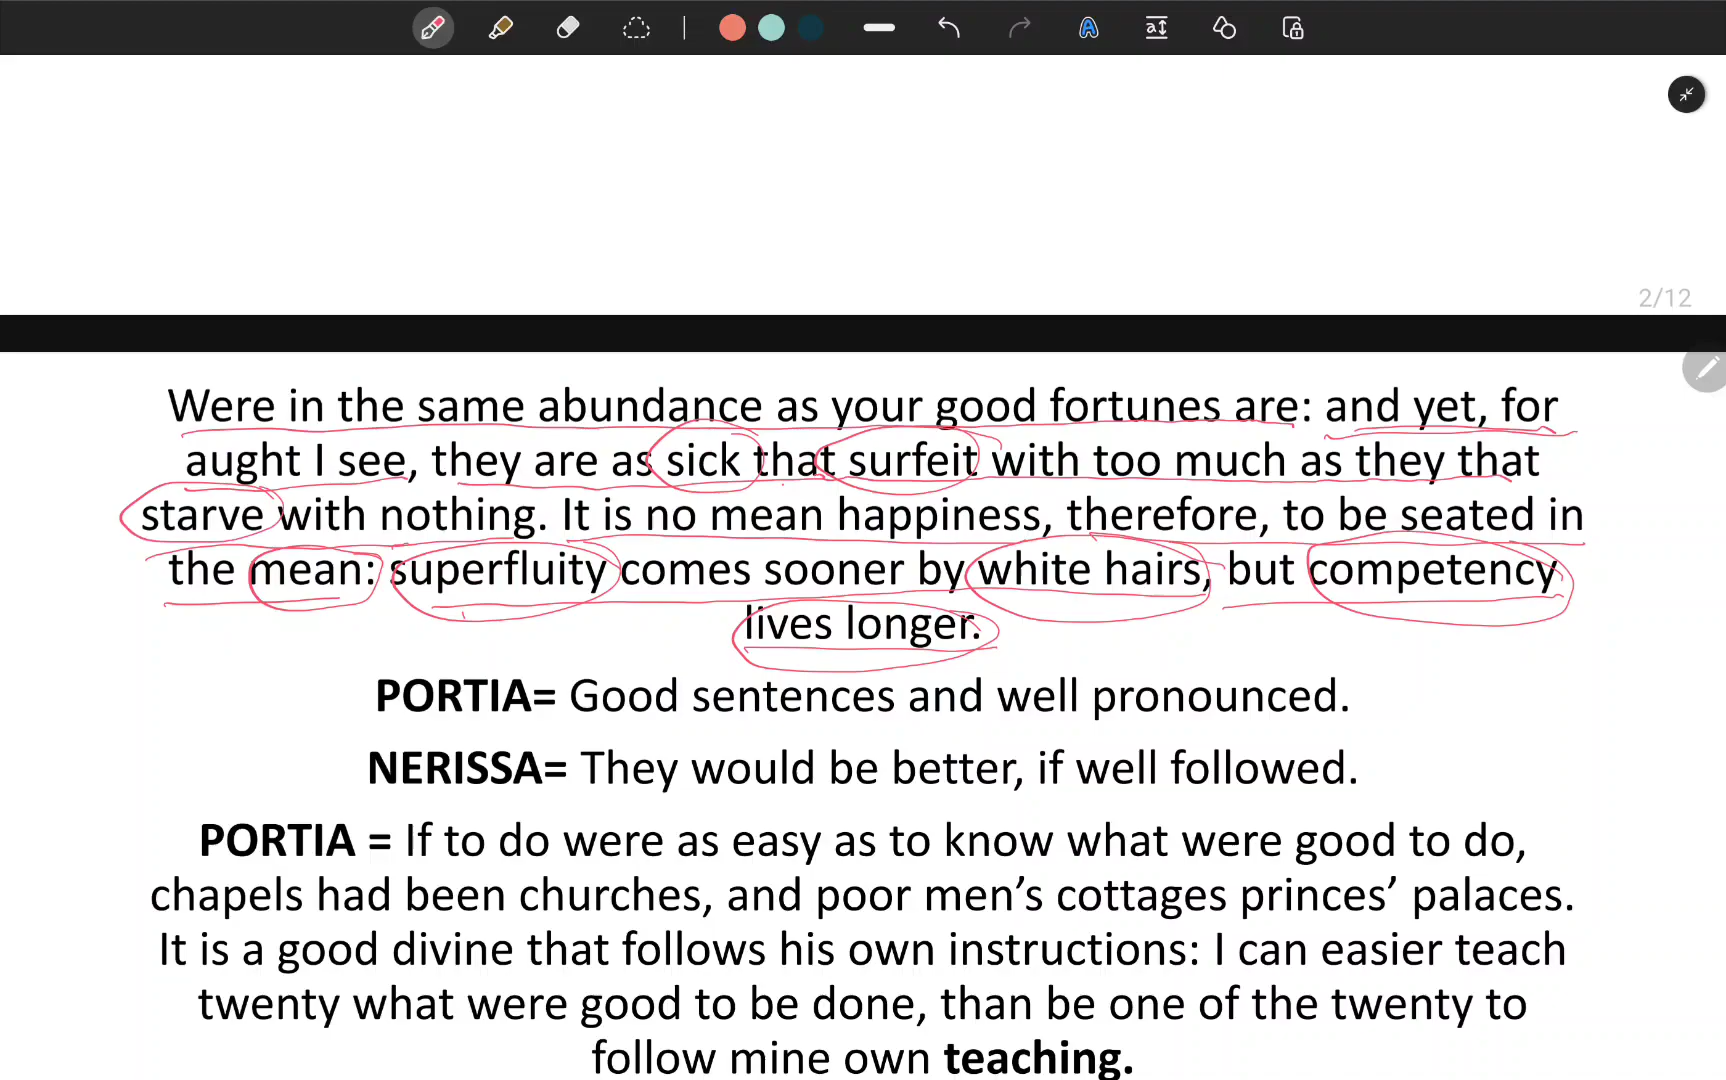 2/12
Were in the same abundance as your good fortunes are: and yet, for
aught I see, they are as sick that surfeit with too much as they that
starve with nothing. It is no mean happiness, therefore, to be seated in
the mean: superfluity comes sooner by white hairs, but competency
lives longer.
PORTIA= Good sentences and well pronounced.
NERISSA= They would be better, if well followed.
PORTIA = If to do were as easy as to know what were good to do,
chapels had been churches, and poor men’s cottages princes’ palaces.
It is a good divine that follows his own instructions: I can easier teach
twenty what were good to be done, than be one of the twenty to
follow mine own teaching.